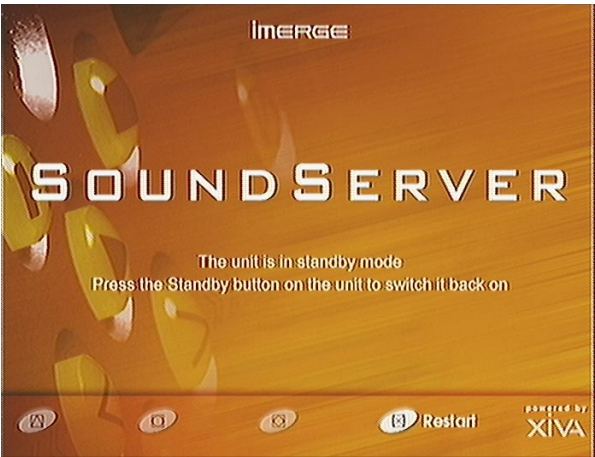 imERGE
SOUNDSERVER
The unit is in standby mode
Press the Standby button on the unit to switch it back on
Restart
powered by
XiVA